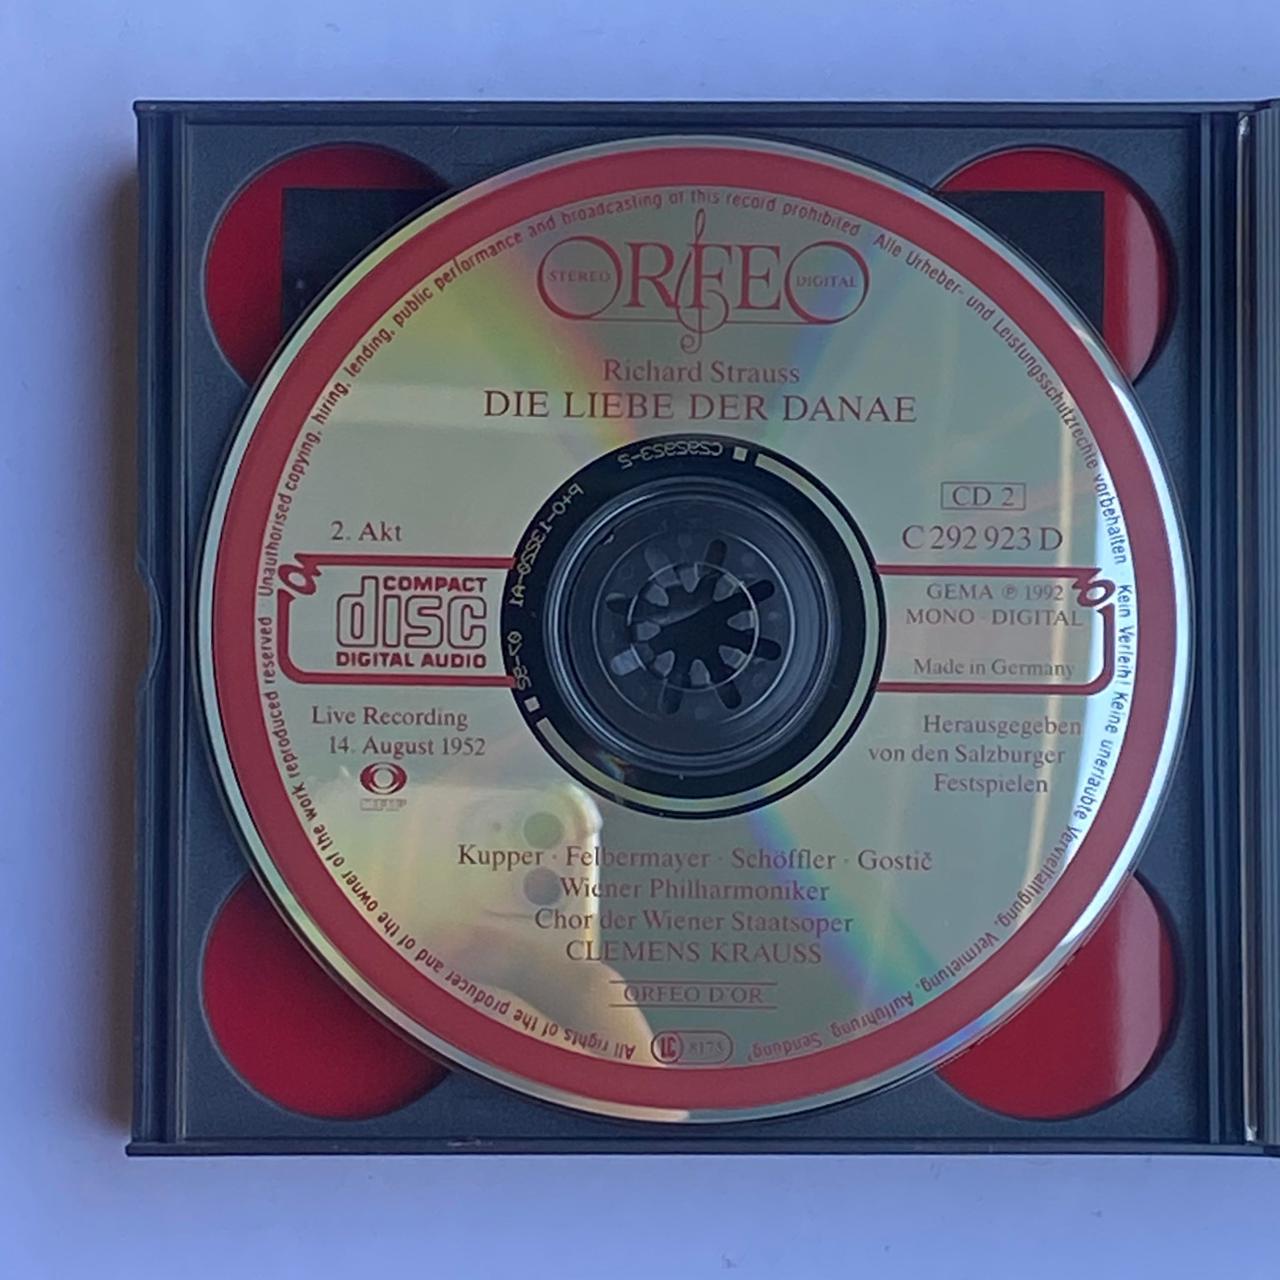 STEREO ORFEO DIGITAL
Richard Strauss
DIE LIEBE DER DANAE
CD 2
2. Akt
C 292 923 D
COMPACT
disc
DIGITAL AUDIO
GEMA ℗ 1992
MONO · DIGITAL
Made in Germany
Live Recording
14. August 1952
Herausgegeben
von den Salzburger
Festspielen
Kupper · Felbermayer · Schöffler · Gostič
Wiener Philharmoniker
Chor der Wiener Staatsoper
CLEMENS KRAUSS
ORFEO D'OR
8175
All rights of the producer and of the owner of the work reproduced reserved · Unauthorised copying, hiring, lending, public performance and broadcasting of this record prohibited · Alle Urheber- und Leistungsschutzrechte vorbehalten · Kein Verleih! Keine unerlaubte Vervielfältigung, Vermietung, Aufführung, Sendung!